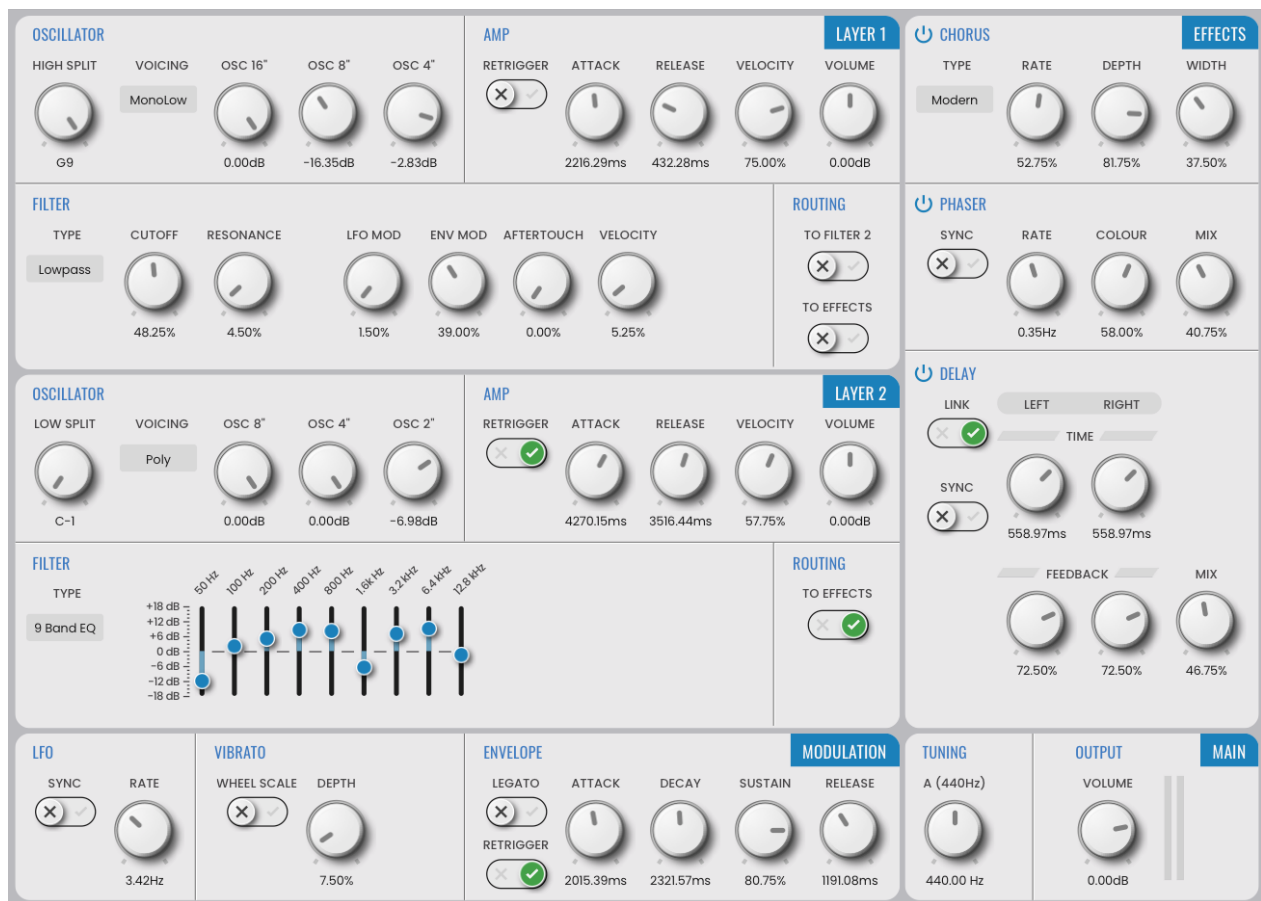 OSCILLATOR
HIGH SPLIT VOICING OSC 16" OSC 8" OSC 4"
MonoLow
G9 0.00dB -16.35dB -2.83dB
AMP LAYER 1
RETRIGGER ATTACK RELEASE VELOCITY VOLUME
2216.29ms 432.28ms 75.00% 0.00dB
FILTER
TYPE CUTOFF RESONANCE LFO MOD ENV MOD AFTERTOUCH VELOCITY
Lowpass
48.25% 4.50% 1.50% 39.00% 0.00% 5.25%
ROUTING
TO FILTER 2
TO EFFECTS
OSCILLATOR
LOW SPLIT VOICING OSC 8" OSC 4" OSC 2"
Poly
C-1 0.00dB 0.00dB -6.98dB
AMP LAYER 2
RETRIGGER ATTACK RELEASE VELOCITY VOLUME
4270.15ms 3516.44ms 57.75% 0.00dB
FILTER
TYPE
9 Band EQ
50 Hz 100 Hz 200 Hz 400 Hz 800 Hz 1.6k Hz 3.2 kHz 6.4 kHz 12.8 kHz
+18 dB
+12 dB
+6 dB
0 dB
-6 dB
-12 dB
-18 dB
ROUTING
TO EFFECTS
LFO
SYNC RATE
3.42Hz
VIBRATO
WHEEL SCALE DEPTH
7.50%
ENVELOPE MODULATION
LEGATO ATTACK DECAY SUSTAIN RELEASE
RETRIGGER
2015.39ms 2321.57ms 80.75% 1191.08ms
CHORUS EFFECTS
TYPE RATE DEPTH WIDTH
Modern
52.75% 81.75% 37.50%
PHASER
SYNC RATE COLOUR MIX
0.35Hz 58.00% 40.75%
DELAY
LINK LEFT RIGHT
TIME
SYNC
558.97ms 558.97ms
FEEDBACK MIX
72.50% 72.50% 46.75%
TUNING
A (440Hz)
440.00 Hz
OUTPUT MAIN
VOLUME
0.00dB